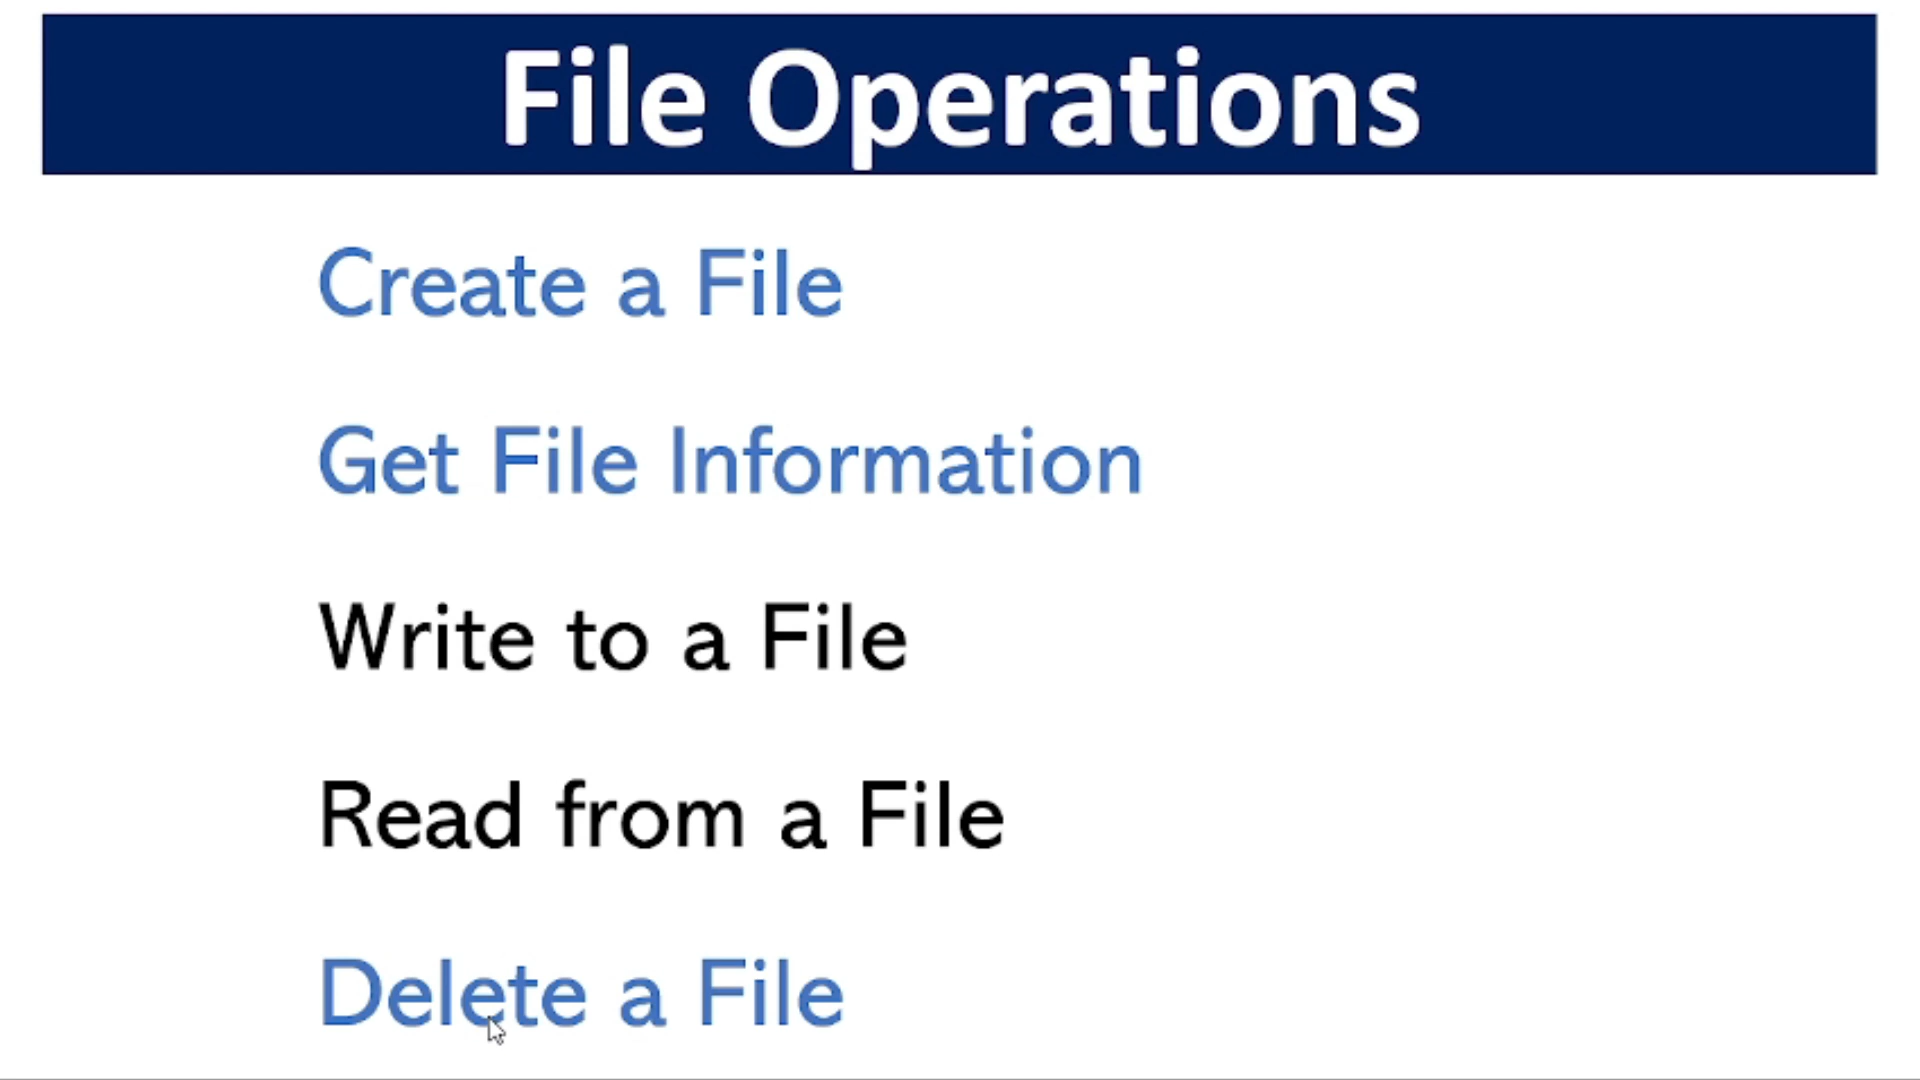 File Operations
Create a File
Get File Information
Write to a File
Read from a File
Delete a File